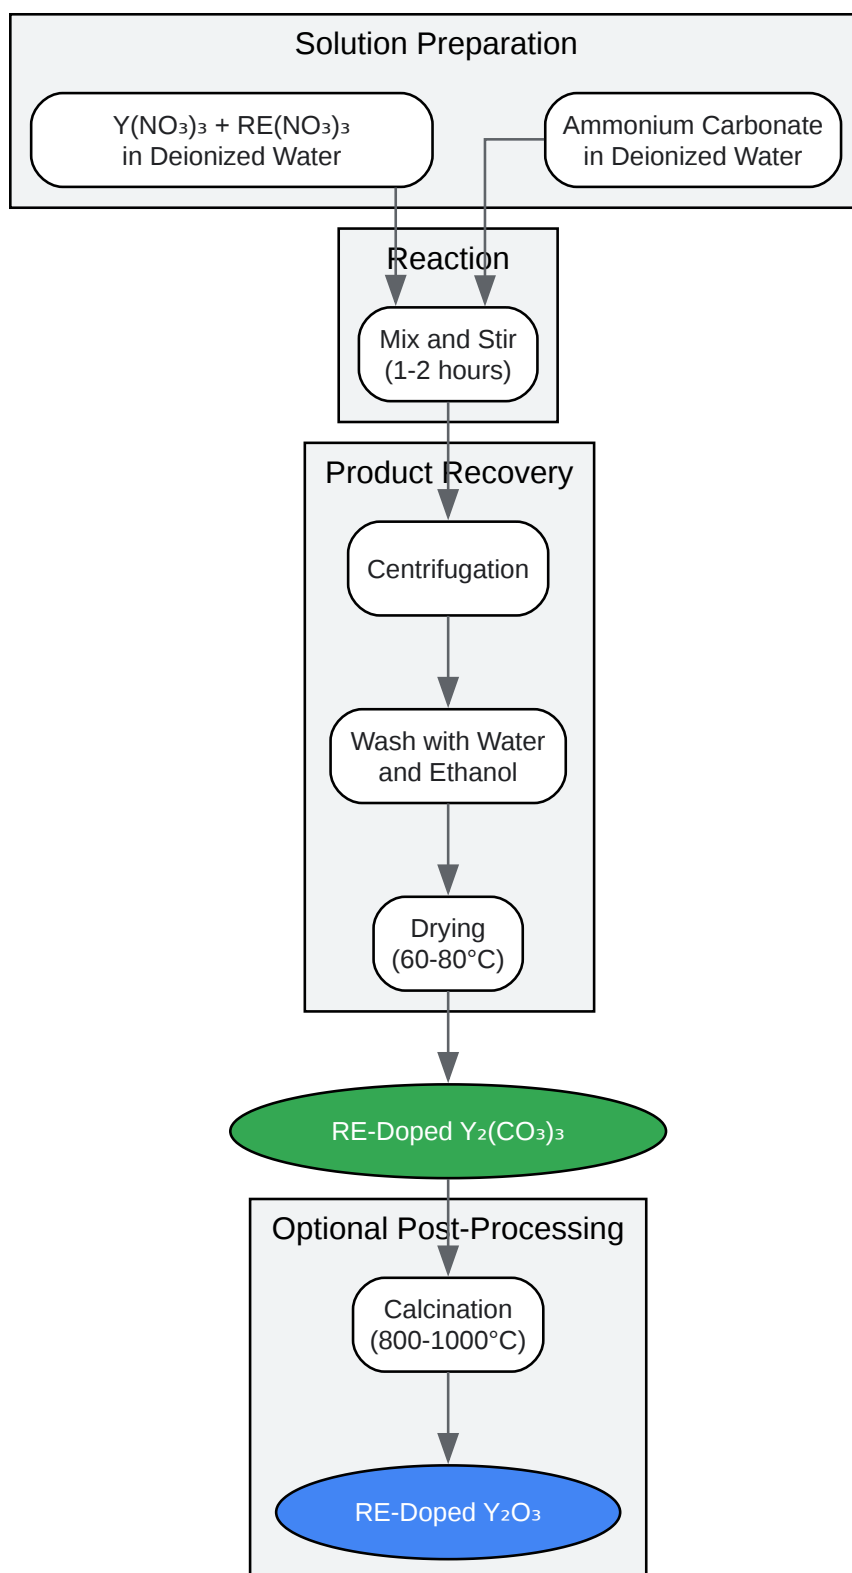 Solution Preparation
Y(NO₃)₃ + RE(NO₃)₃
in Deionized Water
Ammonium Carbonate
in Deionized Water
Reaction
Mix and Stir
(1-2 hours)
Product Recovery
Centrifugation
Wash with Water
and Ethanol
Drying
(60-80°C)
RE-Doped Y₂(CO₃)₃
Optional Post-Processing
Calcination
(800-1000°C)
RE-Doped Y₂O₃